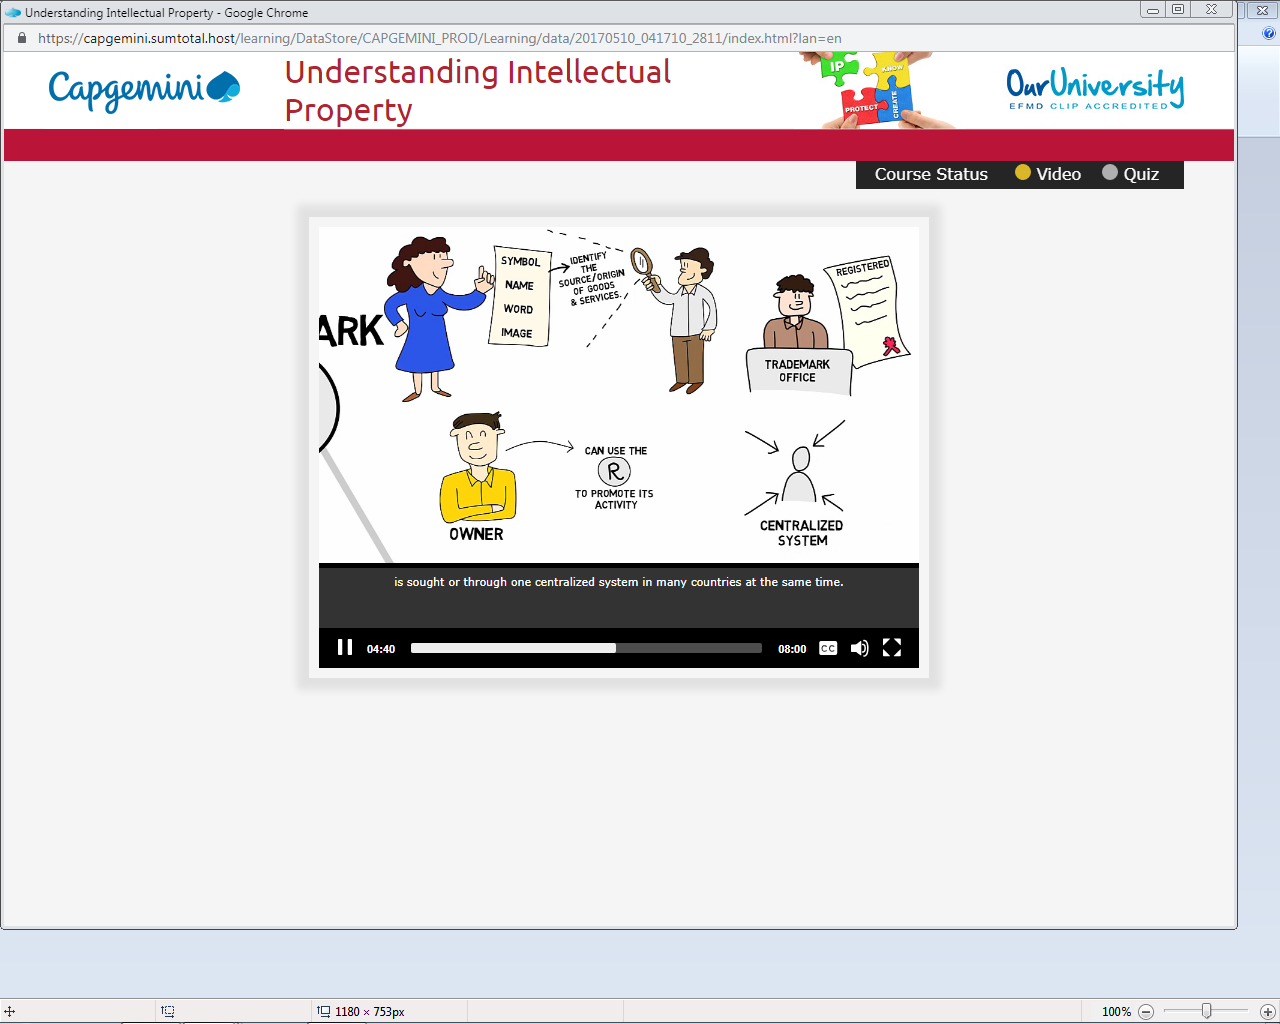 Understanding Intellectual Property - Google Chrome
https://capgemini.sumtotal.host/learning/DataStore/CAPGEMINI_PROD/Learning/data/20170510_041710_2811/index.html?lan=en
Capgemini
Understanding Intellectual
Property
IP
KNOW
PROTECT
CREATE
OurUniversity
EFMD CLIP ACCREDITED
Course Status
Video
Quiz
ARK
SYMBOL
NAME
WORD
IMAGE
IDENTIFY
THE
SOURCE/ORIGIN
OF GOODS
& SERVICES.
REGISTERED
TRADEMARK
OFFICE
OWNER
CAN USE THE
R
TO PROMOTE ITS
ACTIVITY
CENTRALIZED
SYSTEM
is sought or through one centralized system in many countries at the same time.
04:40
08:00
CC
1180 × 753px
100%